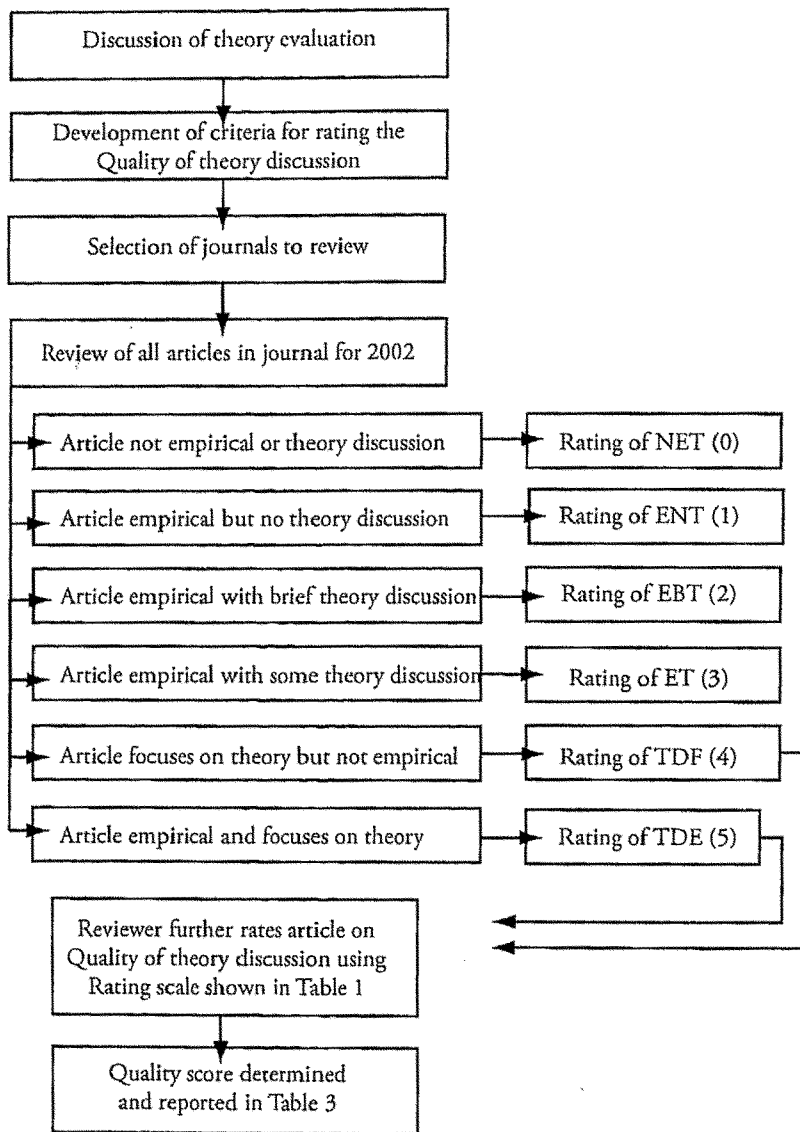 Discussion of theory evaluation
Development of criteria for rating the
Quality of theory discussion
Selection of journals to review
Review of all articles in journal for 2002
Article not empirical or theory discussion
Rating of NET (0)
Article empirical but no theory discussion
Rating of ENT (1)
Article empirical with brief theory discussion
Rating of EBT (2)
Article empirical with some theory discussion
Rating of ET (3)
Article focuses on theory but not empirical
Rating of TDF (4)
Article empirical and focuses on theory
Rating of TDE (5)
Reviewer further rates article on
Quality of theory discussion using
Rating scale shown in Table 1
Quality score determined
and reported in Table 3